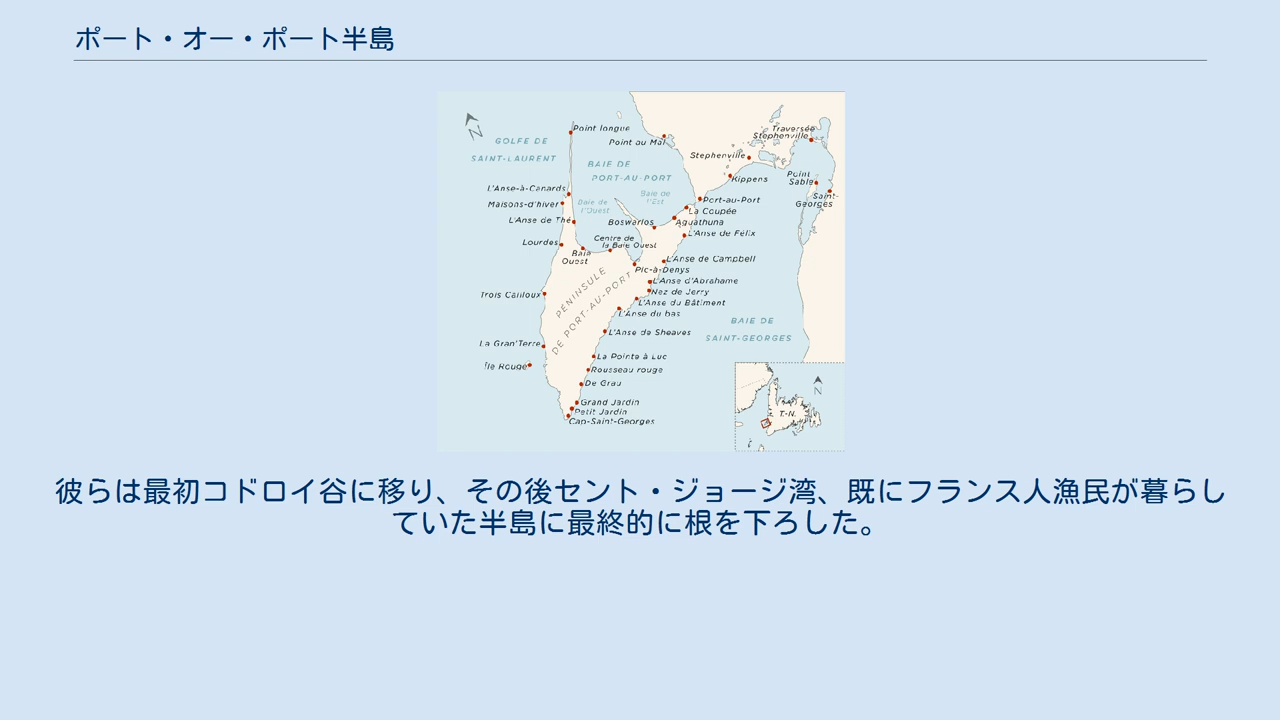 ポート・オー・ポート半島
N
GOLFE DE
SAINT-LAURENT
Point longue
Point au Mal
BAIE DE
PORT-AU-PORT
Traversée
Stephenville
Stephenville
Kippens
Point
Sable
Saint-
Georges
L'Anse-à-Canards
Maisons-d'hiver
L'Anse de Thé
Baie de
l'Ouest
Baie de
l'Est
Port-au-Port
La Coupée
Aguathuna
L'Anse de Félix
Boswarlos
Centre de
la Baie Ouest
Lourdes
Baie
Ouest
L'Anse de Campbell
Pic-à-Denys
L'Anse d'Abrahame
Nez de Jerry
L'Anse du Bâtiment
L'Anse du bas
Trois Cailloux
PÉNINSULE
DE PORT-AU-PORT
BAIE DE
SAINT-GEORGES
L'Anse de Sheaves
La Gran'Terre
La Pointe à Luc
Île Rouge
Rousseau rouge
De Grau
Grand Jardin
Petit Jardin
Cap-Saint-Georges
N
T.-N.
彼らは最初コドロイ谷に移り、その後セント・ジョージ湾、既にフランス人漁民が暮らし
ていた半島に最終的に根を下ろした。